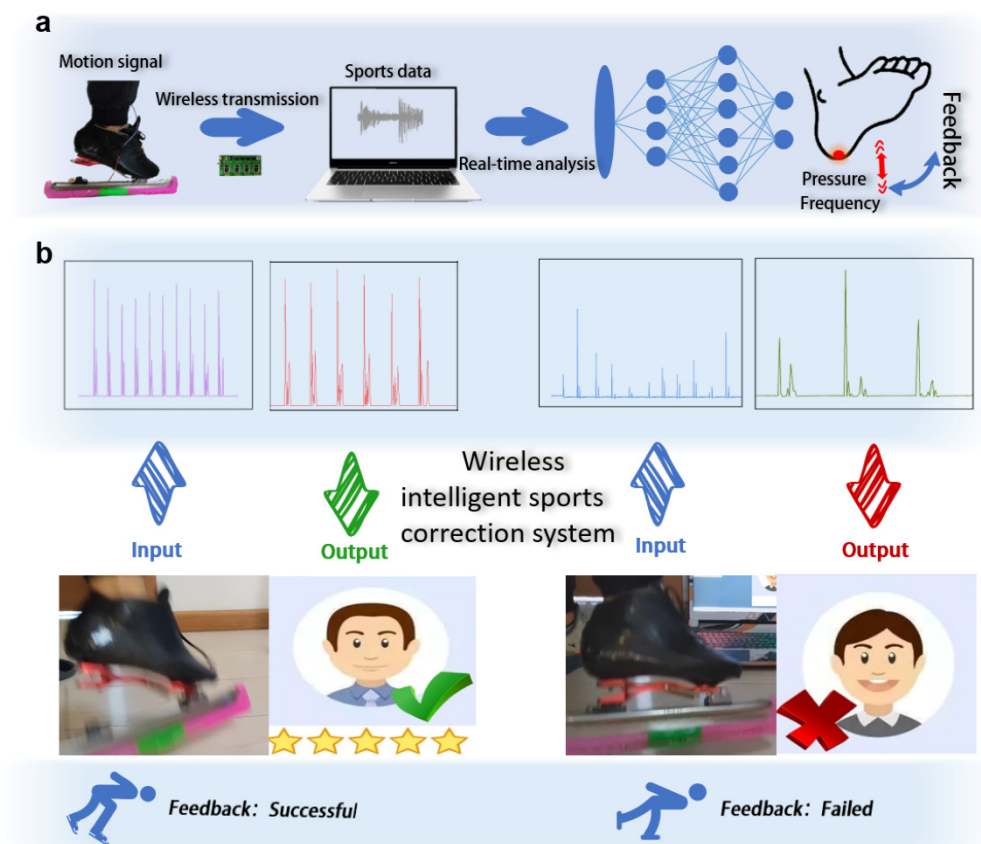 a
Motion signal
Wireless transmission
Sports data
Real-time analysis
Pressure
Frequency
Feedback
b
Wireless
intelligent sports
correction system
Input
Output
Input
Output
Feedback: Successful
Feedback: Failed